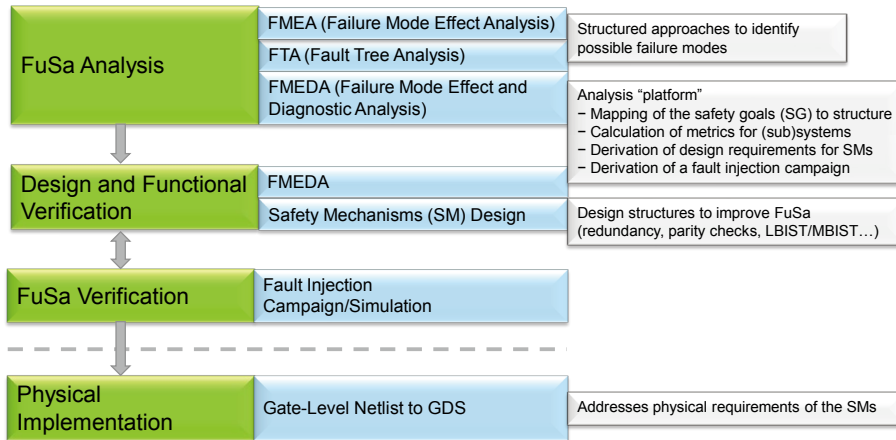 FuSa Analysis
FMEA (Failure Mode Effect Analysis)
FTA (Fault Tree Analysis)
FMEDA (Failure Mode Effect and
Diagnostic Analysis)
Structured approaches to identify
possible failure modes
Analysis “platform”
− Mapping of the safety goals (SG) to structure
− Calculation of metrics for (sub)systems
− Derivation of design requirements for SMs
− Derivation of a fault injection campaign
Design and Functional
Verification
FMEDA
Safety Mechanisms (SM) Design
Design structures to improve FuSa
(redundancy, parity checks, LBIST/MBIST…)
FuSa Verification
Fault Injection
Campaign/Simulation
Physical
Implementation
Gate-Level Netlist to GDS
Addresses physical requirements of the SMs